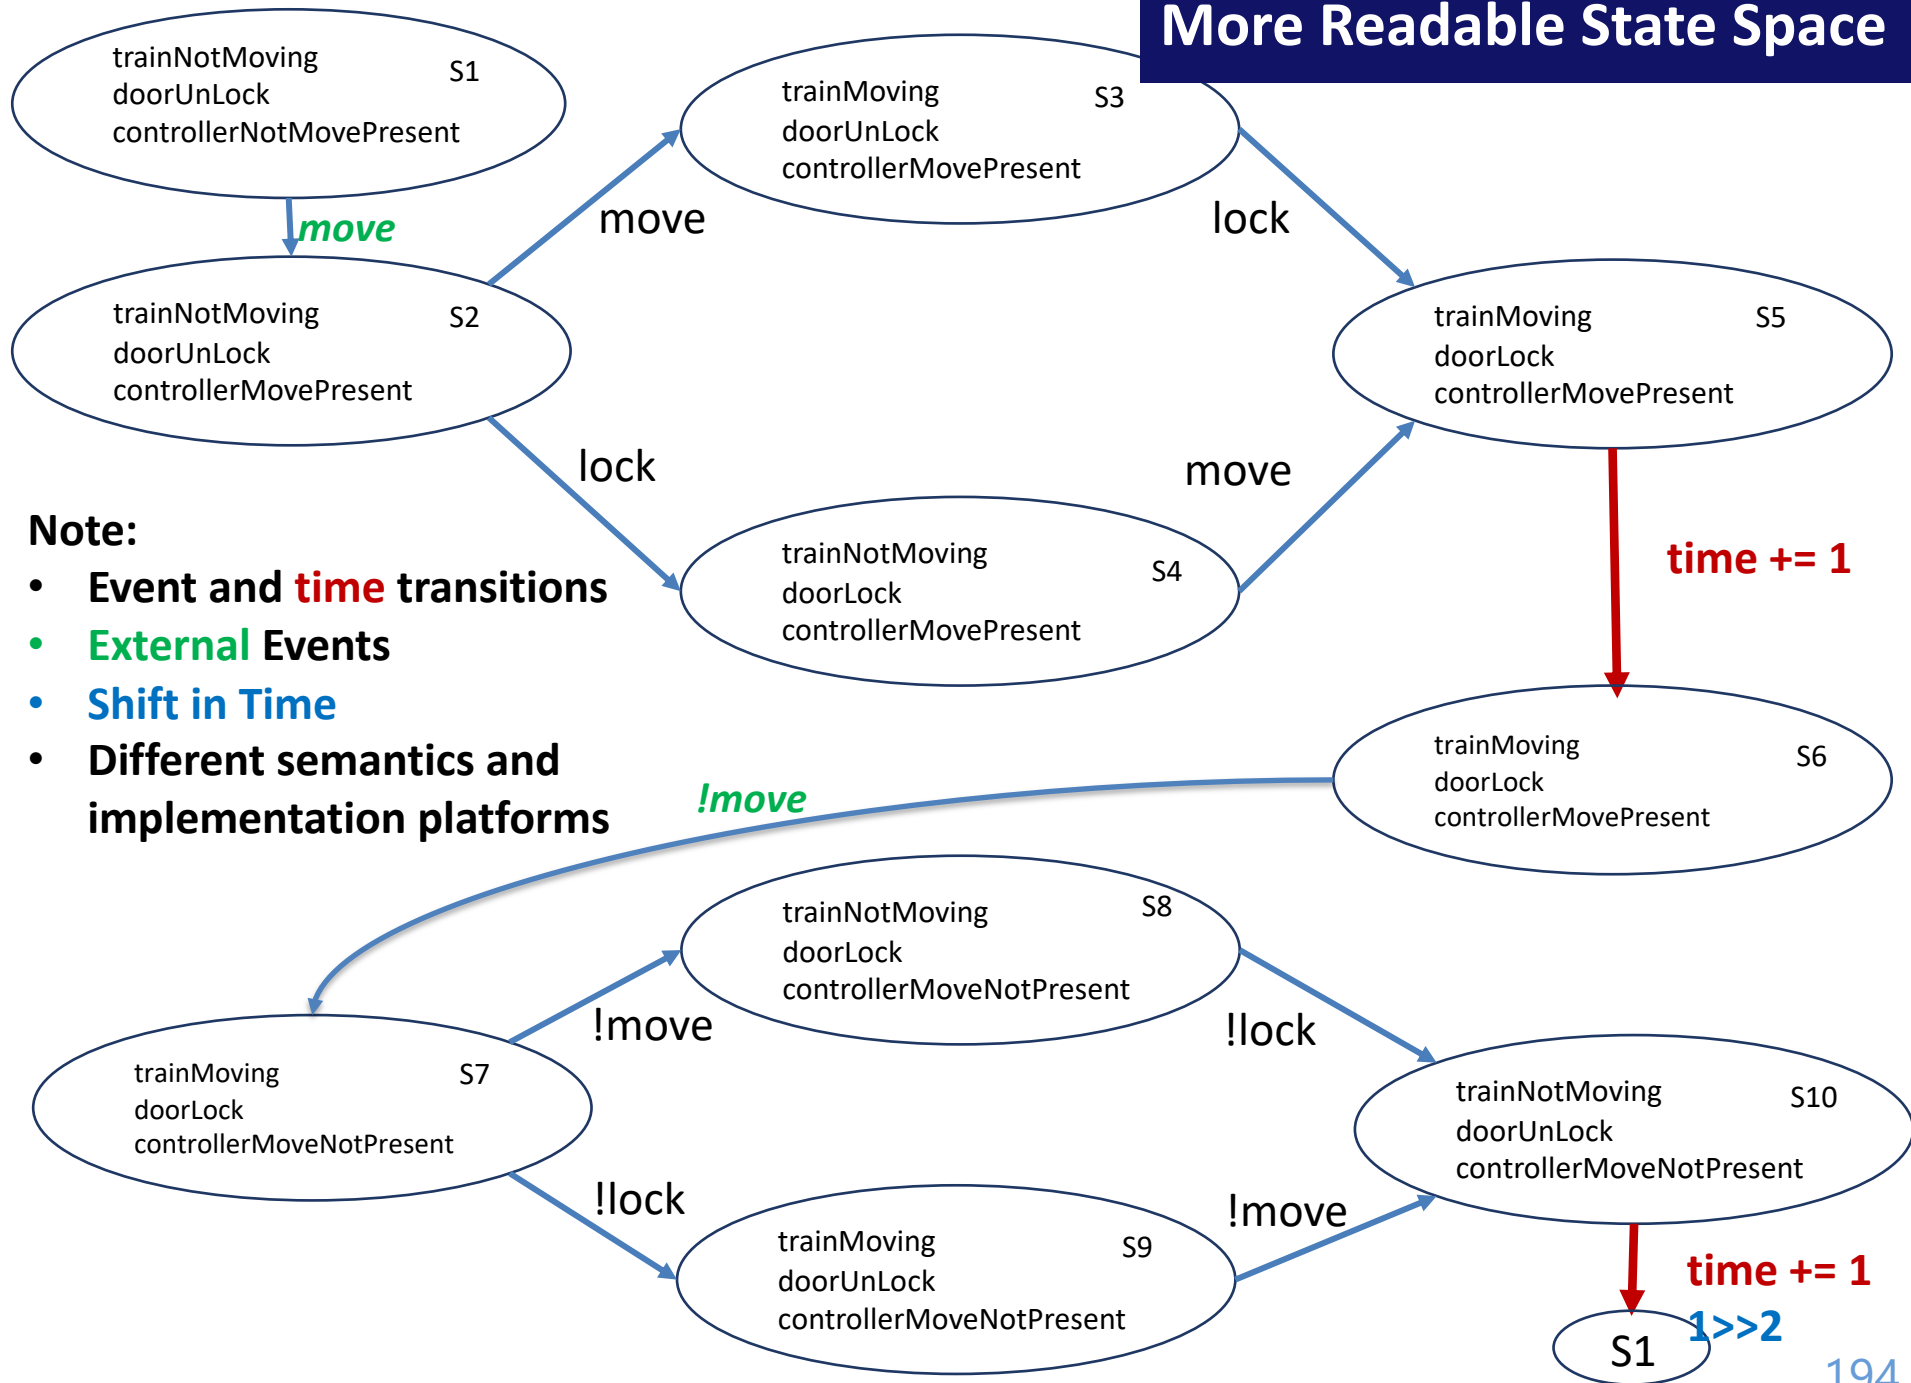 More Readable State Space
trainNotMoving
doorUnLock
controllerNotMovePresent
S1
move
trainNotMoving
doorUnLock
controllerMovePresent
S2
move
trainMoving
doorUnLock
controllerMovePresent
S3
lock
lock
trainNotMoving
doorLock
controllerMovePresent
S4
move
trainMoving
doorLock
controllerMovePresent
S5
time += 1
Note:
• Event and time transitions
• External Events
• Shift in Time
• Different semantics and
implementation platforms
trainMoving
doorLock
controllerMovePresent
S6
!move
trainMoving
doorLock
controllerMoveNotPresent
S7
!move
trainNotMoving
doorLock
controllerMoveNotPresent
S8
!lock
!lock
trainMoving
doorUnLock
controllerMoveNotPresent
S9
!move
trainNotMoving
doorUnLock
controllerMoveNotPresent
S10
time += 1
1>>2
S1
194